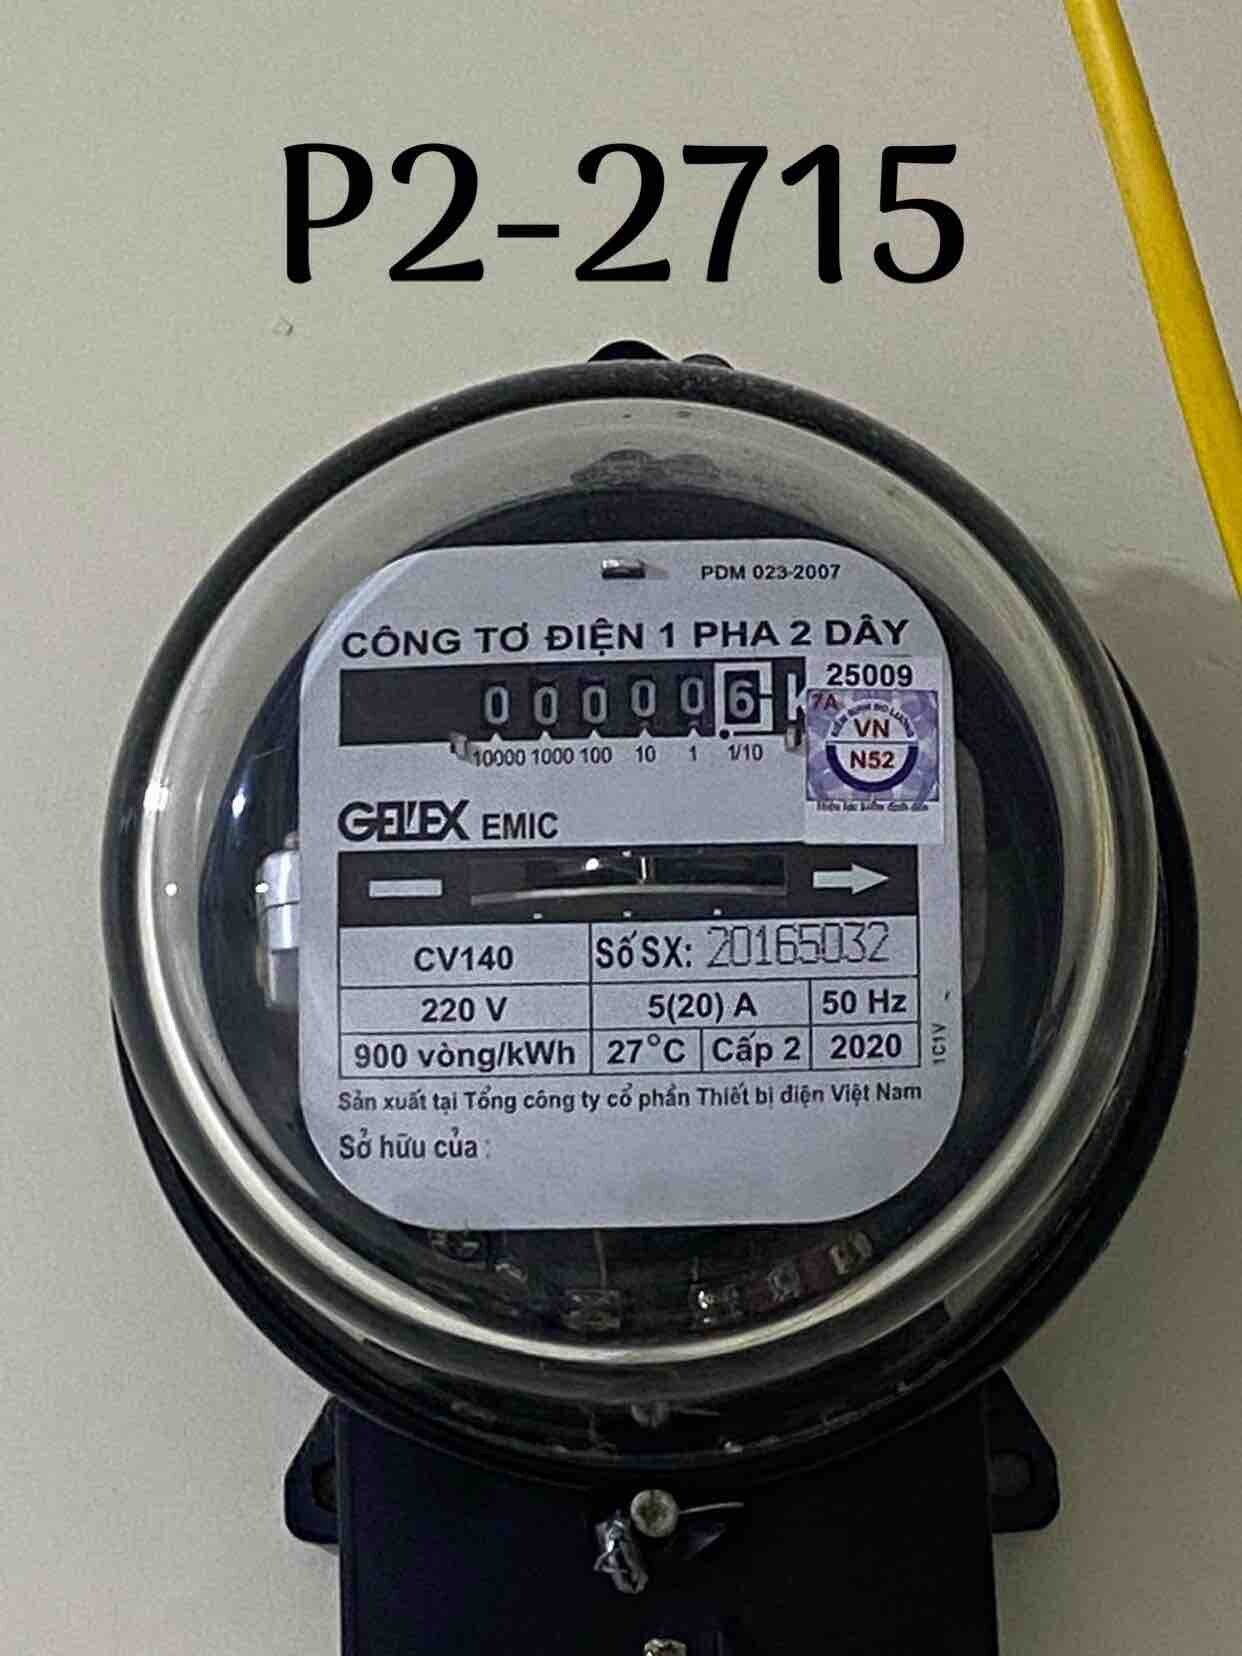 P2-2715
PDM 023-2007
CÔNG TƠ ĐIỆN 1 PHA 2 DÂY
25009
0 0 0 0 0 6 k
7A
VN
N52
10000 1000 100 10 1 1/10
GELEX EMIC
CV140 Số SX: 20165032
220 V 5(20) A 50 Hz
900 vòng/kWh 27°C Cấp 2 2020
1C1V
Sản xuất tại Tổng công ty cổ phần Thiết bị điện Việt Nam
Sở hữu của :